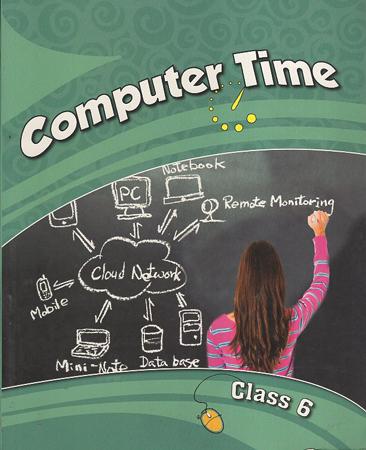 Computer Time
Notebook
PC
Remote Monitoring
Cloud Network
Mobile
Mini-Note
Data base
Class 6